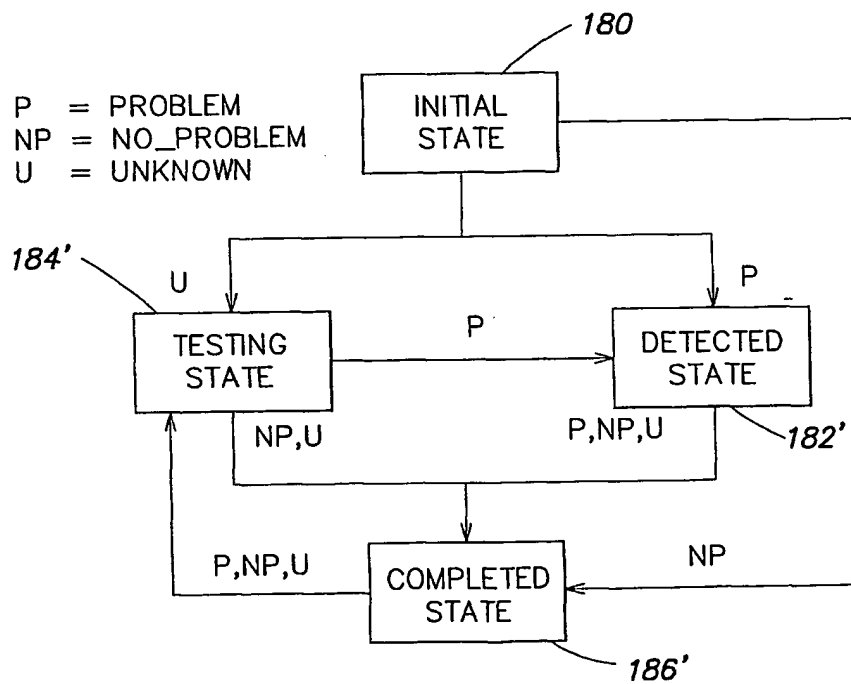 180
P = PROBLEM
NP = NO_PROBLEM
U = UNKNOWN
INITIAL
STATE
184'
U
P
TESTING
STATE
P
DETECTED
STATE
NP,U
P,NP,U
182'
P,NP,U
COMPLETED
STATE
NP
186'